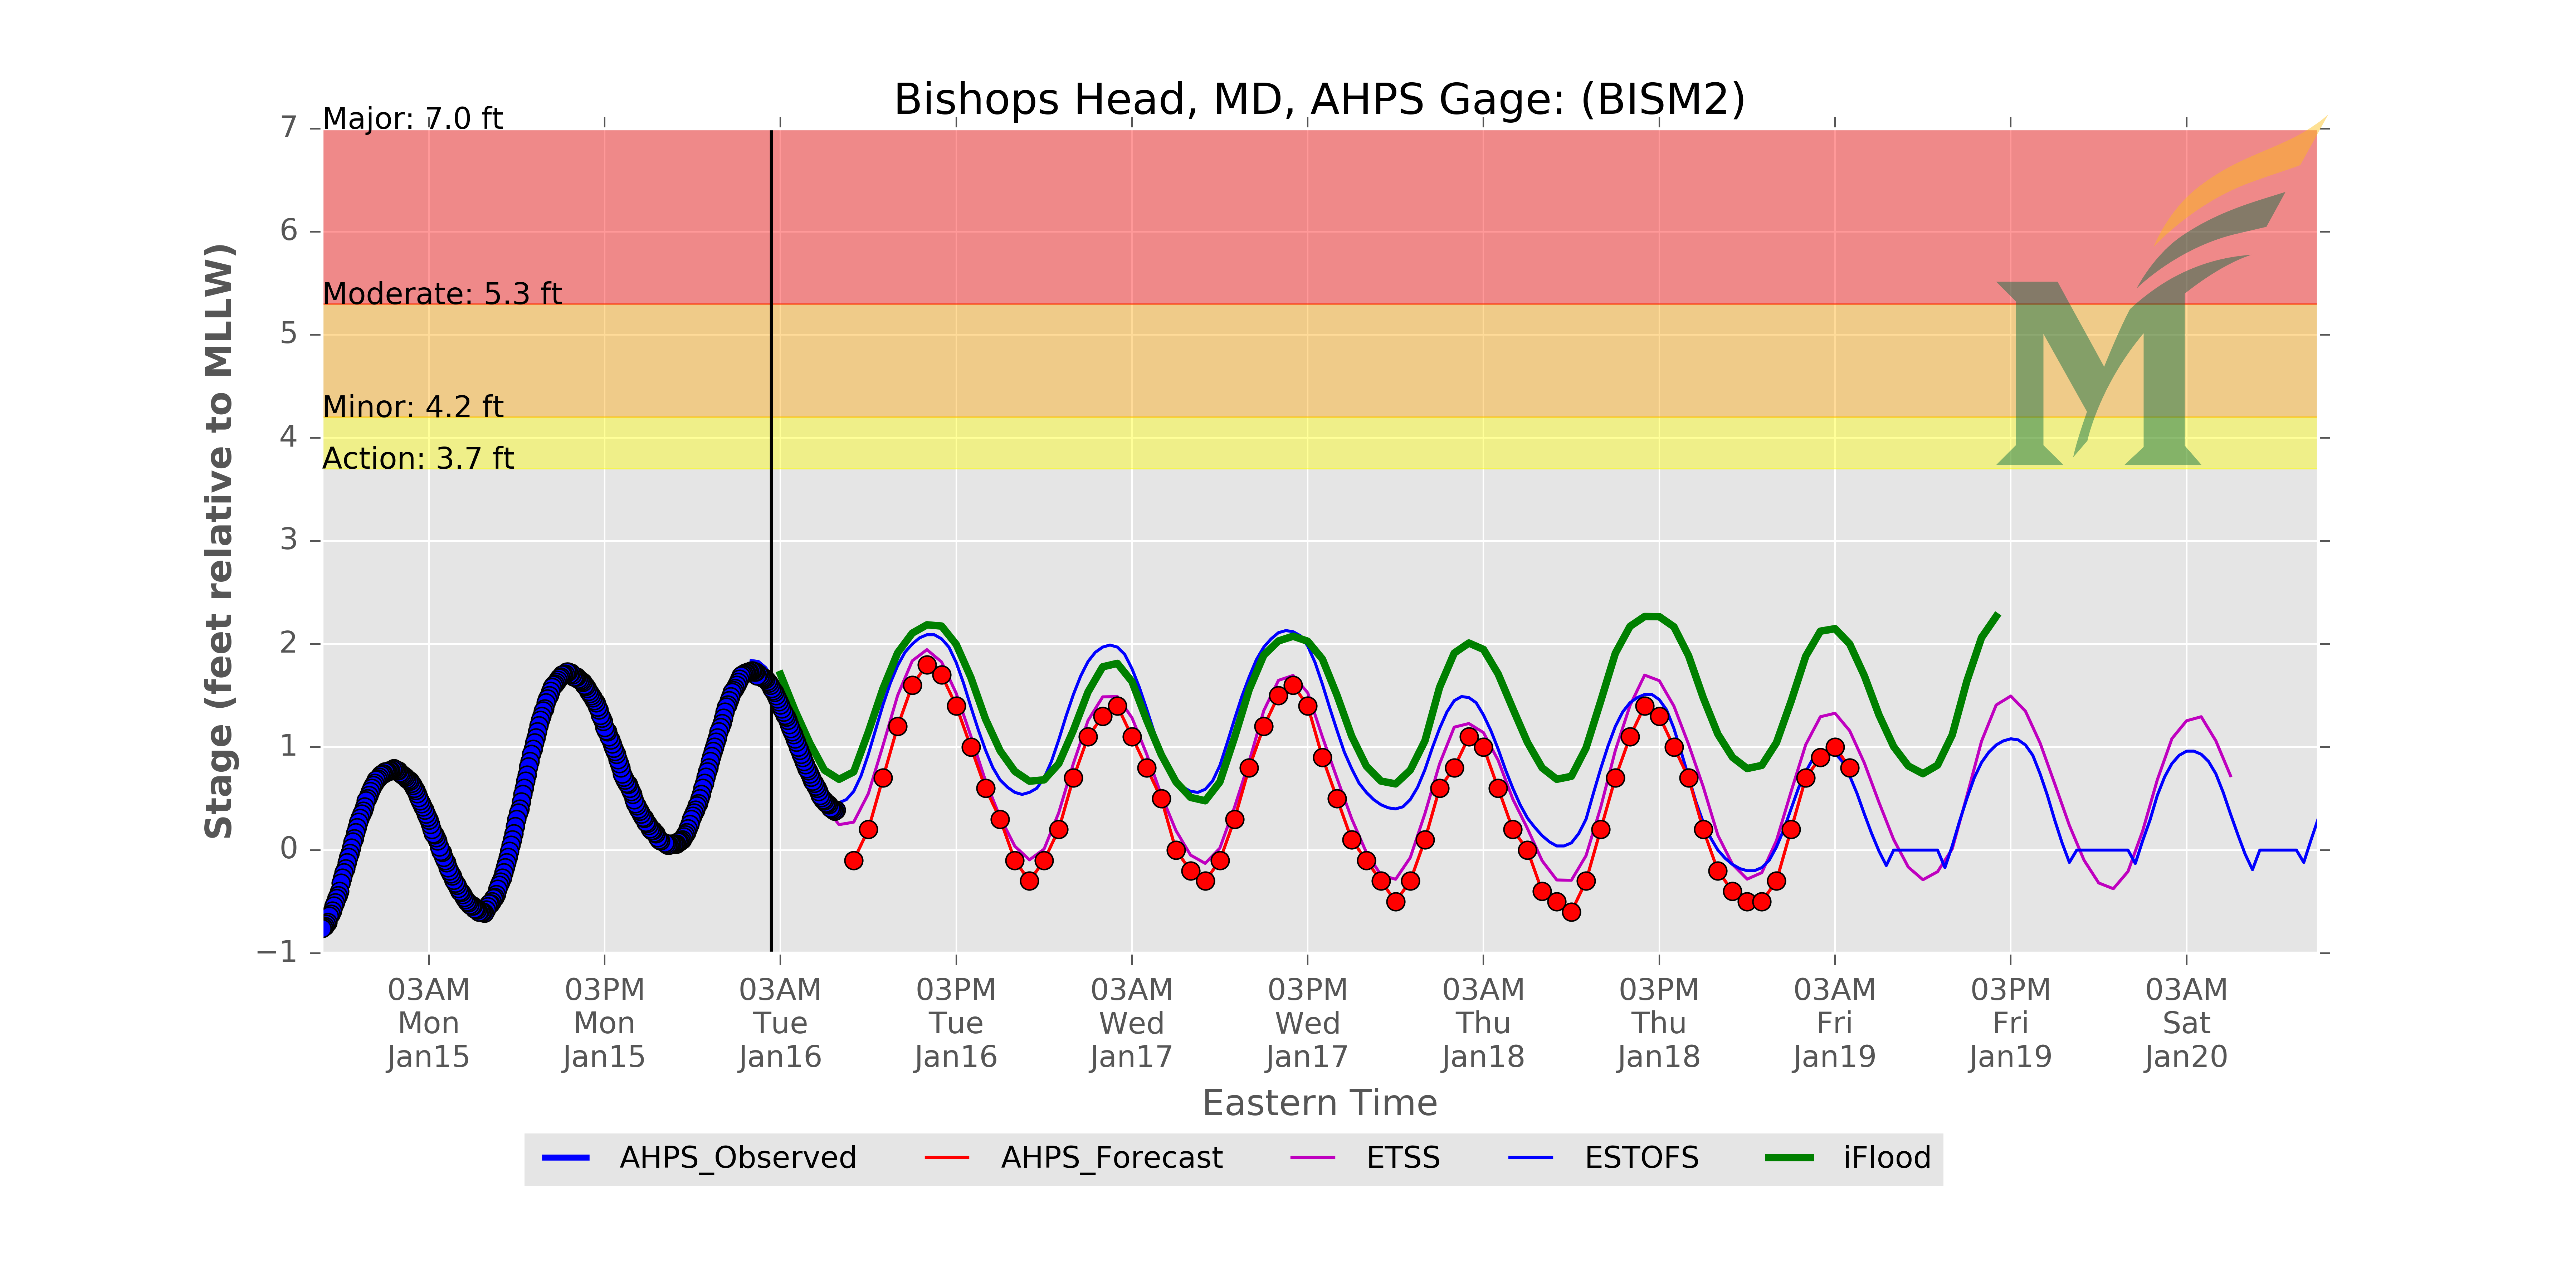 Bishops Head, MD, AHPS Gage: (BISM2)
Stage (feet relative to MLLW)
7
6
5
4
3
2
1
0
−1
Major: 7.0 ft
Moderate: 5.3 ft
Minor: 4.2 ft
Action: 3.7 ft
M
03AM
Mon
Jan15
03PM
Mon
Jan15
03AM
Tue
Jan16
03PM
Tue
Jan16
03AM
Wed
Jan17
03PM
Wed
Jan17
03AM
Thu
Jan18
03PM
Thu
Jan18
03AM
Fri
Jan19
03PM
Fri
Jan19
03AM
Sat
Jan20
Eastern Time
AHPS_Observed
AHPS_Forecast
ETSS
ESTOFS
iFlood